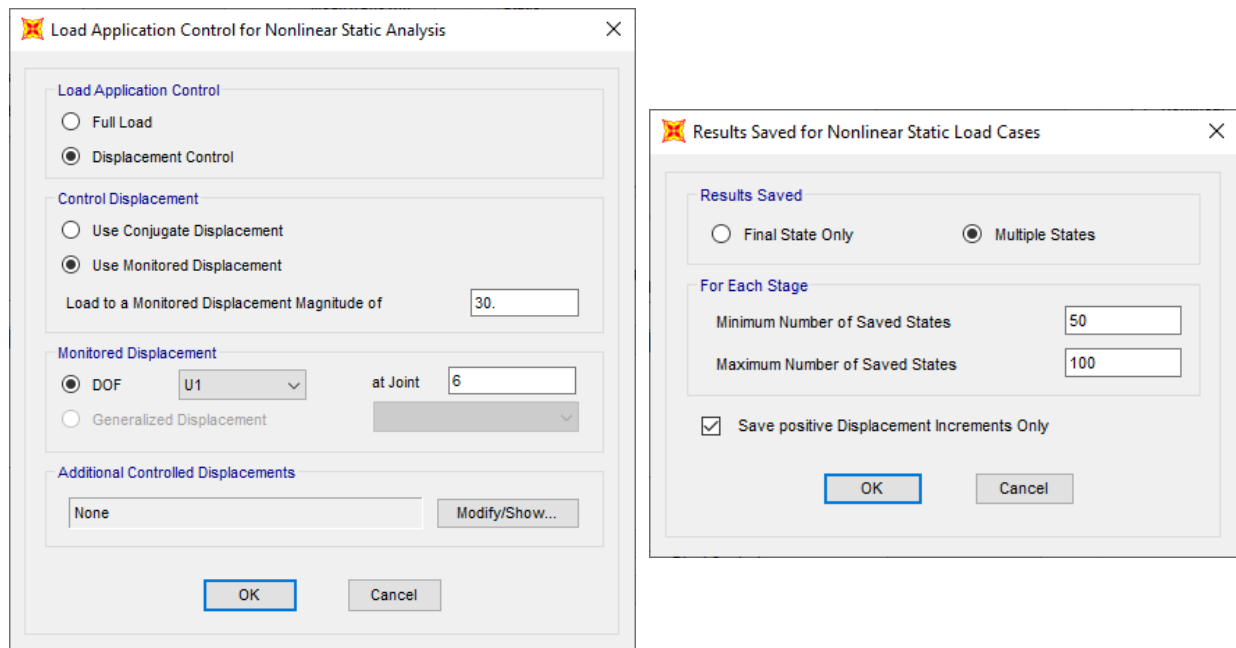 Load Application Control for Nonlinear Static Analysis
Load Application Control
Full Load
Displacement Control
Control Displacement
Use Conjugate Displacement
Use Monitored Displacement
Load to a Monitored Displacement Magnitude of 30.
Monitored Displacement
DOF U1 at Joint 6
Generalized Displacement
Additional Controlled Displacements
None Modify/Show...
OK Cancel
Results Saved for Nonlinear Static Load Cases
Results Saved
Final State Only Multiple States
For Each Stage
Minimum Number of Saved States 50
Maximum Number of Saved States 100
Save positive Displacement Increments Only
OK Cancel